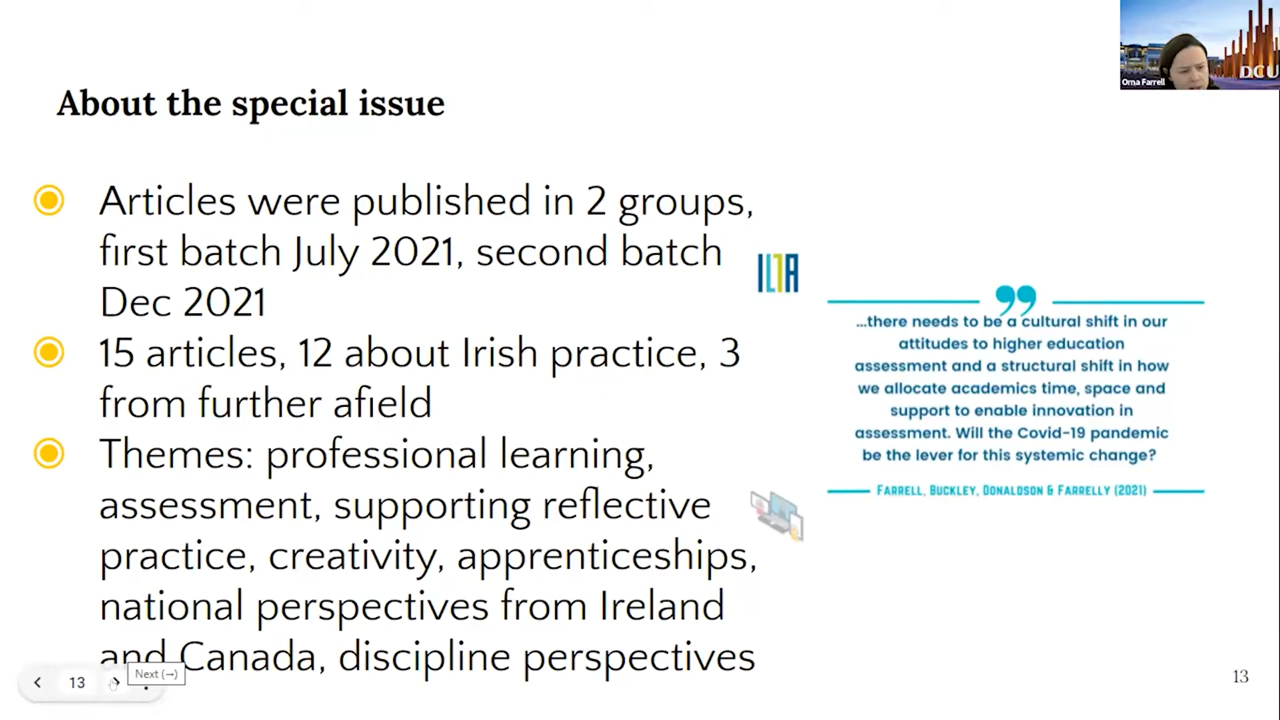 Orna Farrell
DCU
About the special issue
Articles were published in 2 groups,
first batch July 2021, second batch
Dec 2021
15 articles, 12 about Irish practice, 3
from further afield
Themes: professional learning,
assessment, supporting reflective
practice, creativity, apprenticeships,
national perspectives from Ireland
and Canada, discipline perspectives
ILTA
...there needs to be a cultural shift in our
attitudes to higher education
assessment and a structural shift in how
we allocate academics time, space and
support to enable innovation in
assessment. Will the Covid-19 pandemic
be the lever for this systemic change?
FARRELL, BUCKLEY, DONALDSON & FARRELLY (2021)
13
Next (→)
13